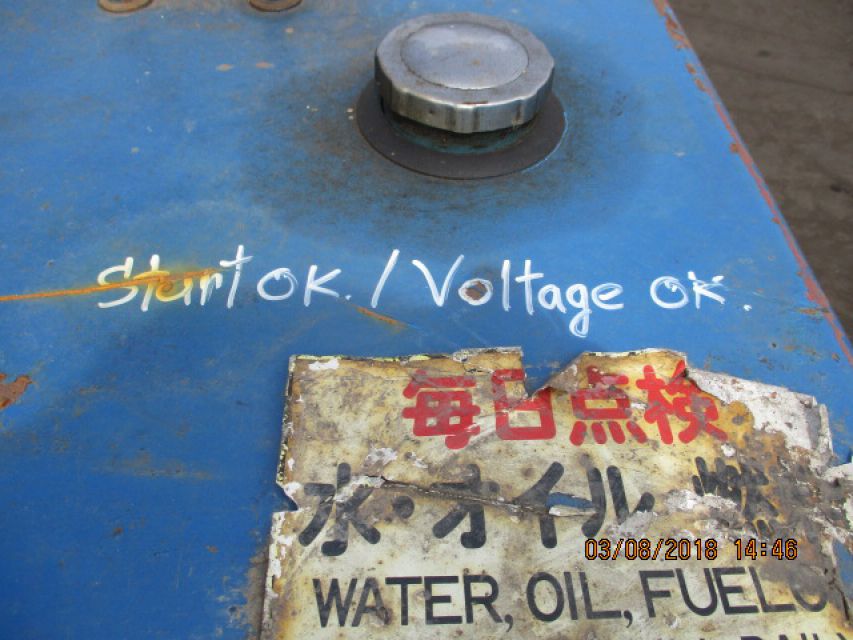 Start OK. / Voltage OK.
毎日点検
水・オイル
03/08/2018 14:46
WATER, OIL, FUEL